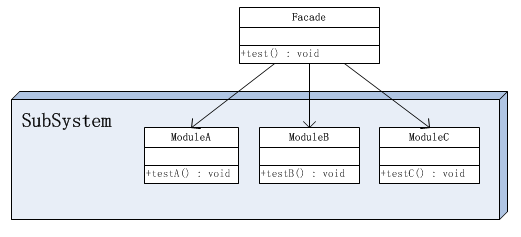 Facade
+test() : void
SubSystem
ModuleA
+testA() : void
ModuleB
+testB() : void
ModuleC
+testC() : void